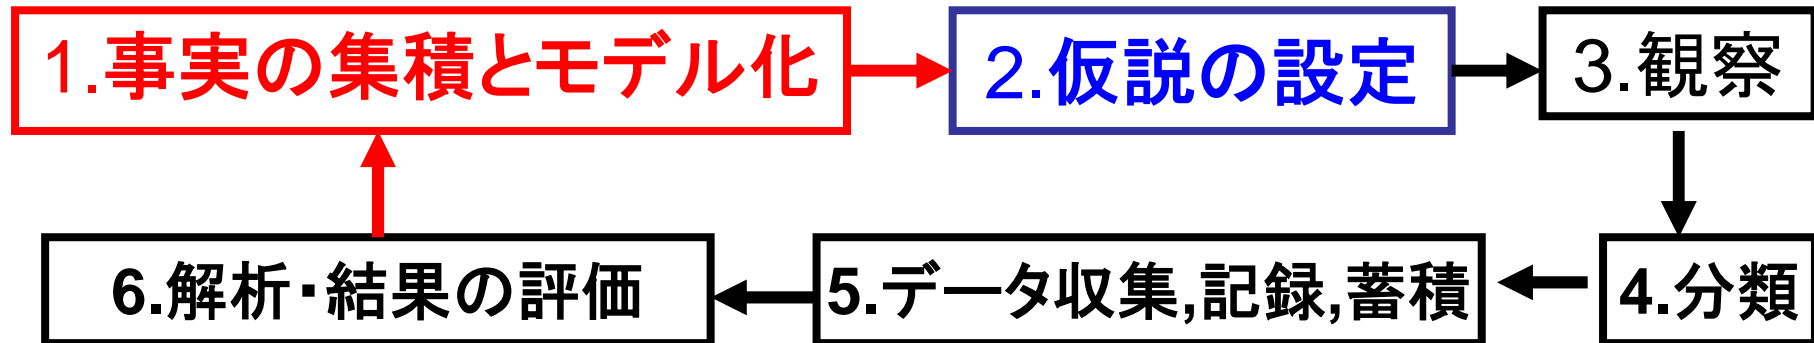 1.事実の集積とモデル化
2.仮説の設定
3.観察
4.分類
5.データ収集,記録,蓄積
6.解析・結果の評価